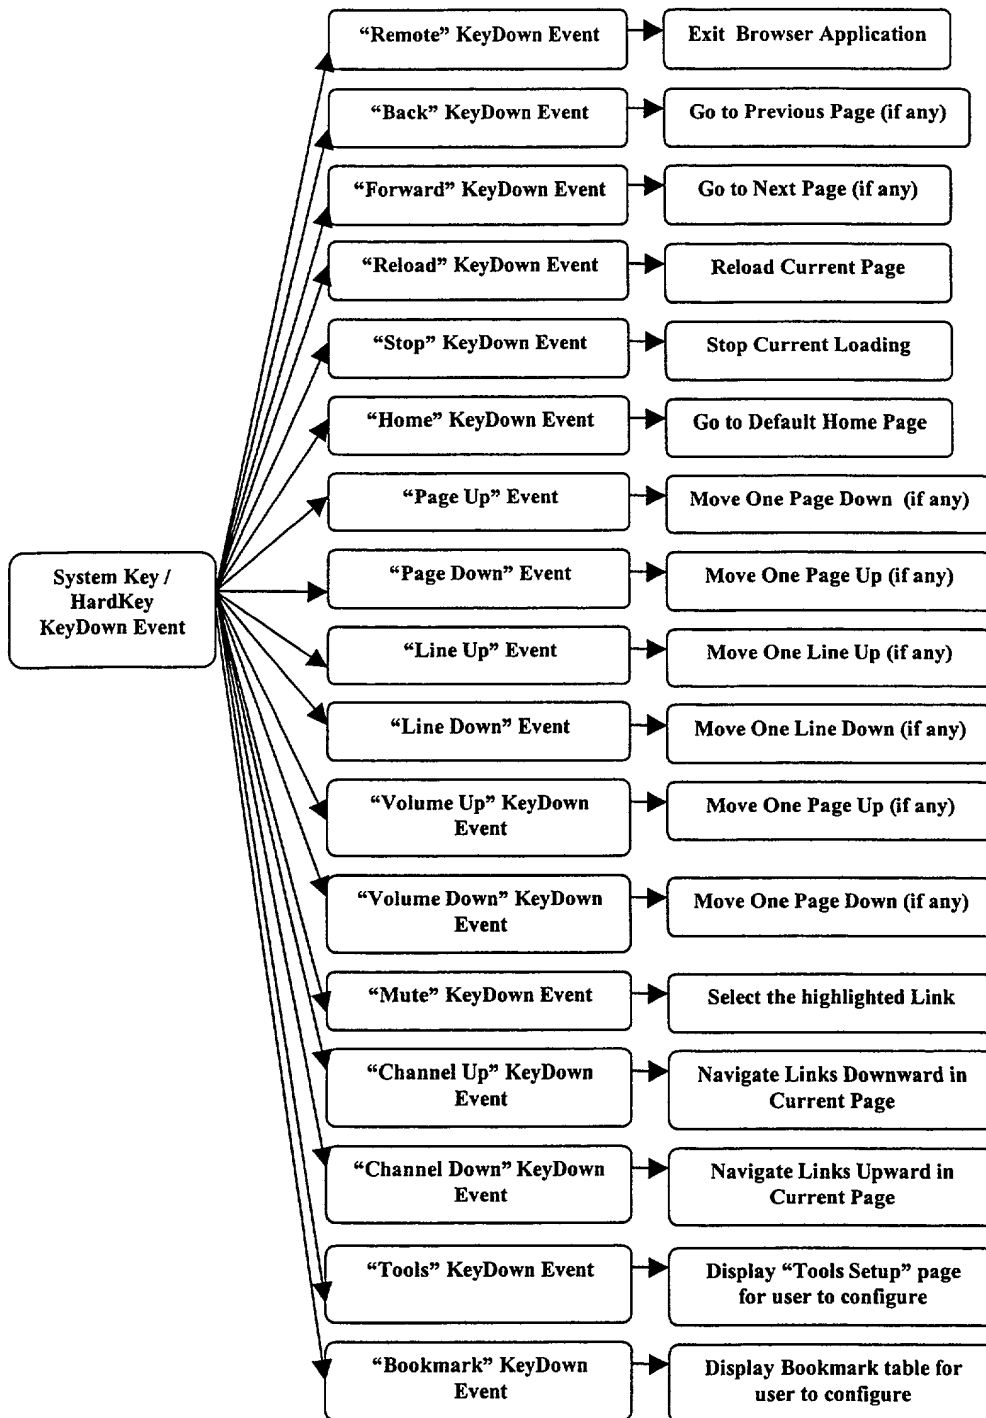 “Remote” KeyDown Event
Exit Browser Application
“Back” KeyDown Event
Go to Previous Page (if any)
“Forward” KeyDown Event
Go to Next Page (if any)
“Reload” KeyDown Event
Reload Current Page
“Stop” KeyDown Event
Stop Current Loading
“Home” KeyDown Event
Go to Default Home Page
“Page Up” Event
Move One Page Down (if any)
System Key /
HardKey
KeyDown Event
“Page Down” Event
Move One Page Up (if any)
“Line Up” Event
Move One Line Up (if any)
“Line Down” Event
Move One Line Down (if any)
“Volume Up” KeyDown
Event
Move One Page Up (if any)
“Volume Down” KeyDown
Event
Move One Page Down (if any)
“Mute” KeyDown Event
Select the highlighted Link
“Channel Up” KeyDown
Event
Navigate Links Downward in
Current Page
“Channel Down” KeyDown
Event
Navigate Links Upward in
Current Page
“Tools” KeyDown Event
Display “Tools Setup” page
for user to configure
“Bookmark” KeyDown
Event
Display Bookmark table for
user to configure